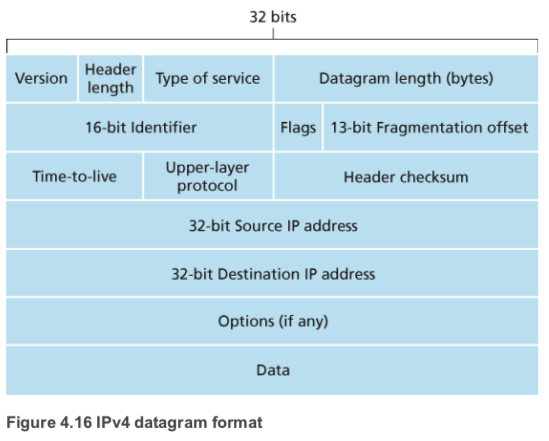 32 bits
Version
Header
length
Type of service
Datagram length (bytes)
16-bit Identifier
Flags
13-bit Fragmentation offset
Time-to-live
Upper-layer
protocol
Header checksum
32-bit Source IP address
32-bit Destination IP address
Options (if any)
Data
Figure 4.16 IPv4 datagram format